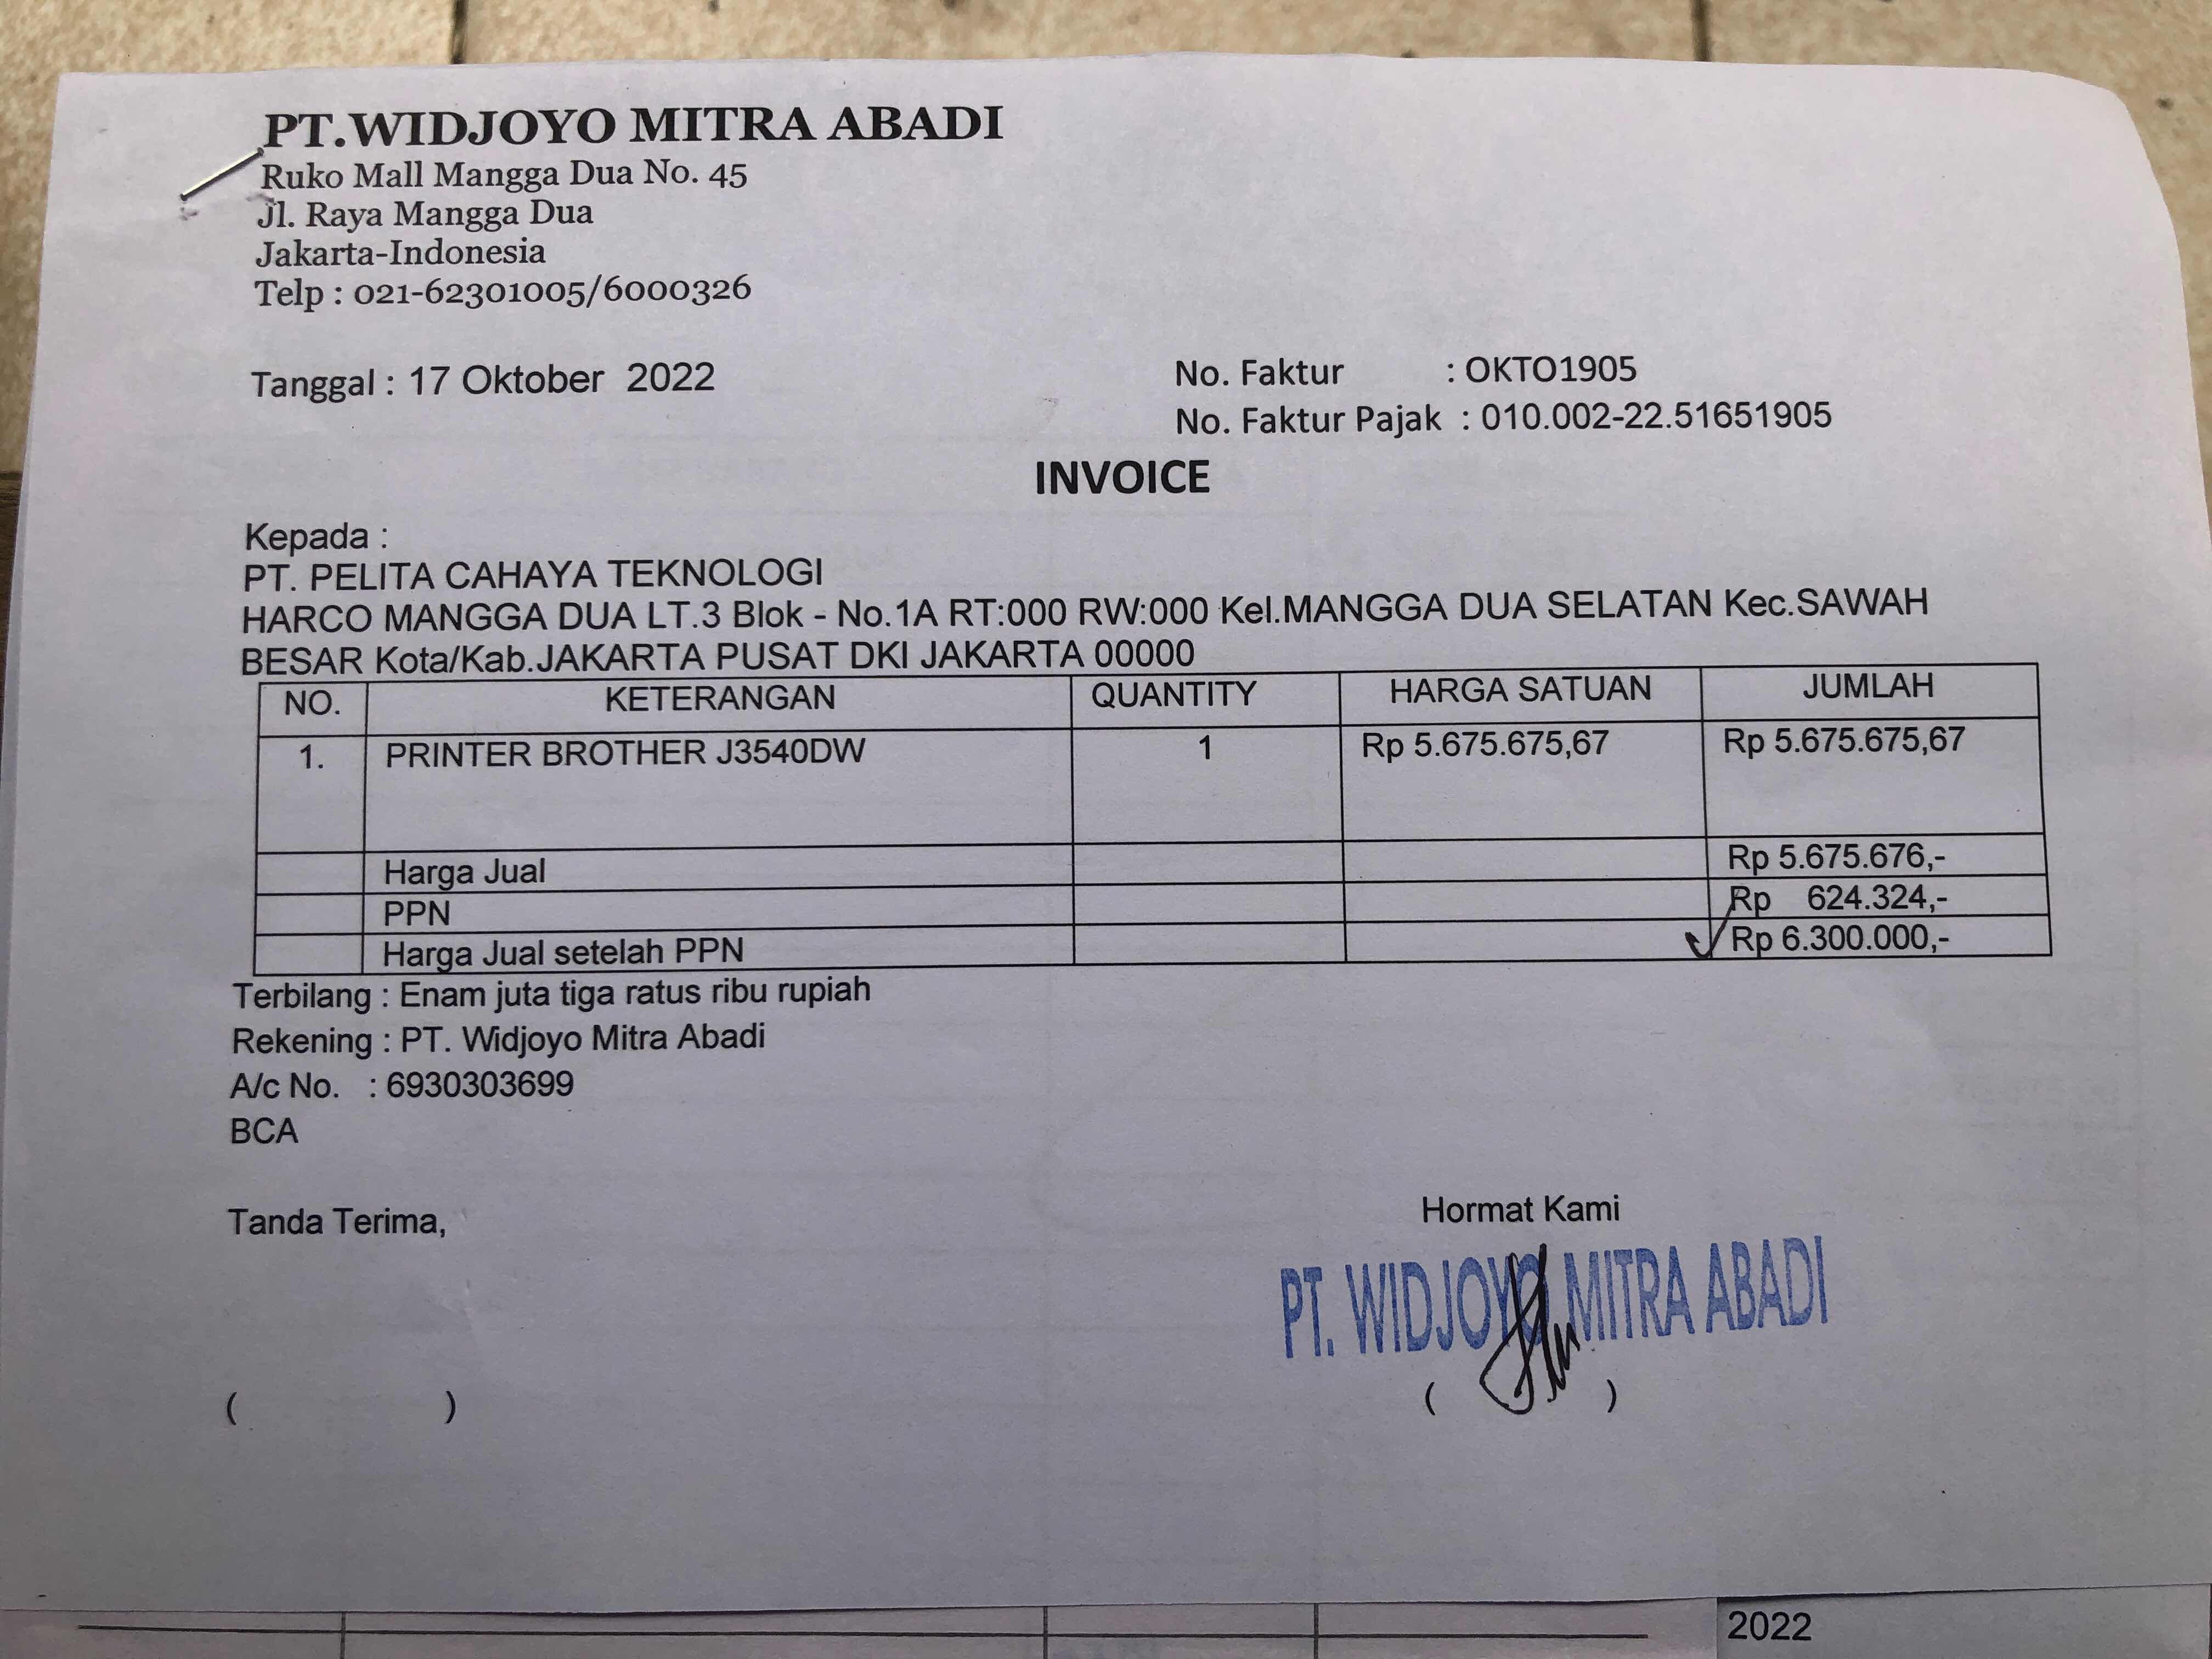 PT.WIDJOYO MITRA ABADI
Ruko Mall Mangga Dua No. 45
Jl. Raya Mangga Dua
Jakarta-Indonesia
Telp : 021-62301005/6000326
Tanggal : 17 Oktober 2022
No. Faktur : OKTO1905
No. Faktur Pajak : 010.002-22.51651905
INVOICE
Kepada :
PT. PELITA CAHAYA TEKNOLOGI
HARCO MANGGA DUA LT.3 Blok - No.1A RT:000 RW:000 Kel.MANGGA DUA SELATAN Kec.SAWAH
BESAR Kota/Kab.JAKARTA PUSAT DKI JAKARTA 00000
NO. KETERANGAN QUANTITY HARGA SATUAN JUMLAH
1. PRINTER BROTHER J3540DW 1 Rp 5.675.675,67 Rp 5.675.675,67
Harga Jual Rp 5.675.676,-
PPN Rp 624.324,-
Harga Jual setelah PPN Rp 6.300.000,-
Terbilang : Enam juta tiga ratus ribu rupiah
Rekening : PT. Widjoyo Mitra Abadi
A/c No. : 6930303699
BCA
Tanda Terima,
Hormat Kami
PT. WIDJOYO MITRA ABADI
( )
( )
2022